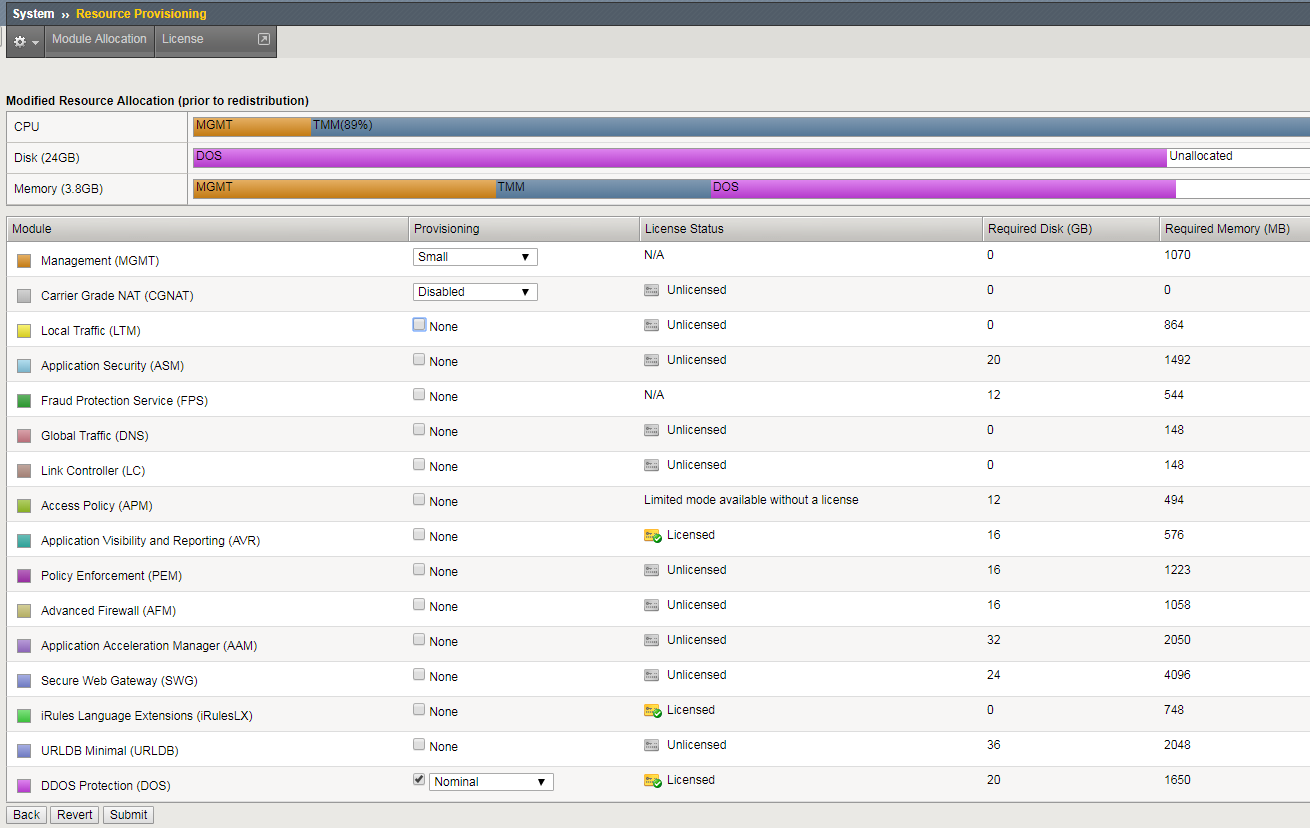 System » Resource Provisioning
Module Allocation License
Modified Resource Allocation (prior to redistribution)
CPU MGMT TMM(89%)
Disk (24GB) DOS Unallocated
Memory (3.8GB) MGMT TMM DOS
Module Provisioning License Status Required Disk (GB) Required Memory (MB)
Management (MGMT) Small N/A 0 1070
Carrier Grade NAT (CGNAT) Disabled Unlicensed 0 0
Local Traffic (LTM) None Unlicensed 0 864
Application Security (ASM) None Unlicensed 20 1492
Fraud Protection Service (FPS) None N/A 12 544
Global Traffic (DNS) None Unlicensed 0 148
Link Controller (LC) None Unlicensed 0 148
Access Policy (APM) None Limited mode available without a license 12 494
Application Visibility and Reporting (AVR) None Licensed 16 576
Policy Enforcement (PEM) None Unlicensed 16 1223
Advanced Firewall (AFM) None Unlicensed 16 1058
Application Acceleration Manager (AAM) None Unlicensed 32 2050
Secure Web Gateway (SWG) None Unlicensed 24 4096
iRules Language Extensions (iRulesLX) None Licensed 0 748
URLDB Minimal (URLDB) None Unlicensed 36 2048
DDOS Protection (DOS) Nominal Licensed 20 1650
Back Revert Submit